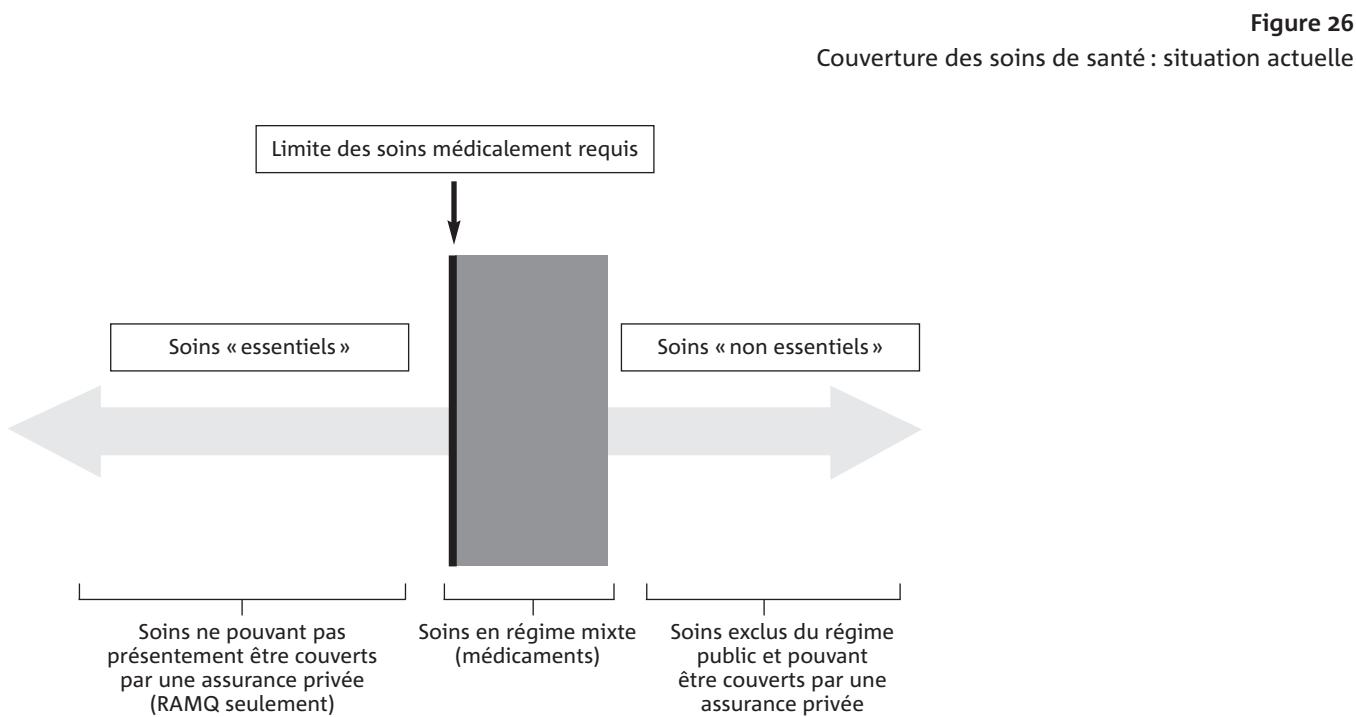 Figure 26
Couverture des soins de santé : situation actuelle
Limite des soins médicalement requis
Soins « essentiels »
Soins « non essentiels »
Soins ne pouvant pas
présentement être couverts
par une assurance privée
(RAMQ seulement)
Soins en régime mixte
(médicaments)
Soins exclus du régime
public et pouvant
être couverts par une
assurance privée